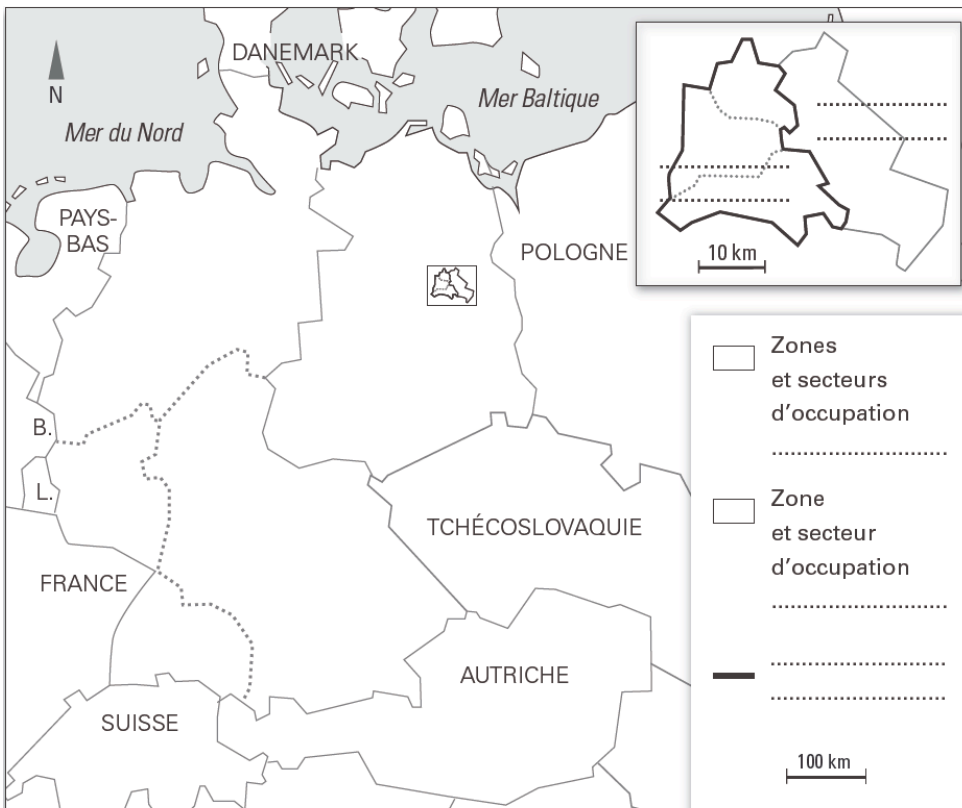 DANEMARK
N
Mer du Nord
Mer Baltique
PAYS-
BAS
POLOGNE
10 km
B.
L.
TCHÉCOSLOVAQUIE
FRANCE
AUTRICHE
SUISSE
Zones
et secteurs
d'occupation
Zone
et secteur
d'occupation
100 km